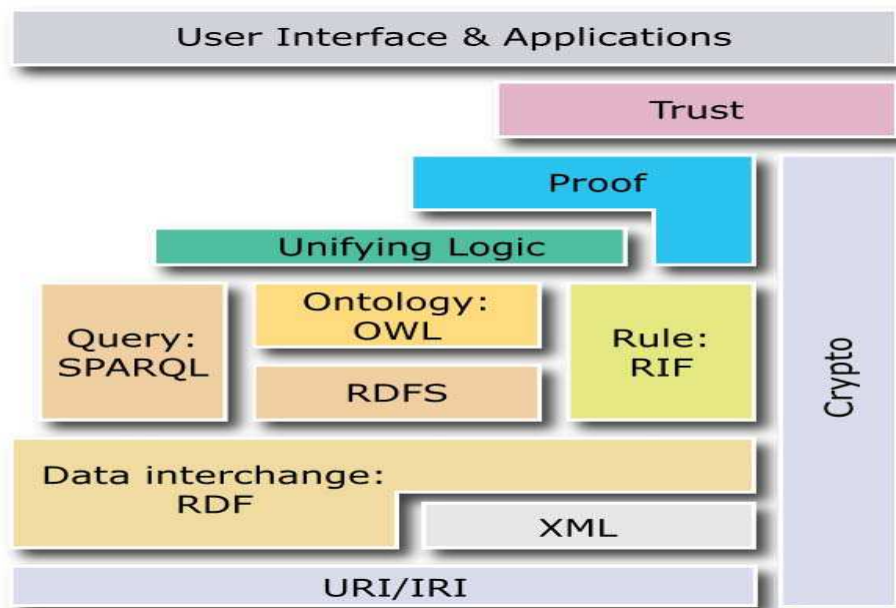 User Interface & Applications
Trust
Proof
Unifying Logic
Query:
SPARQL
Ontology:
OWL
RDFS
Rule:
RIF
Crypto
Data interchange:
RDF
XML
URI/IRI